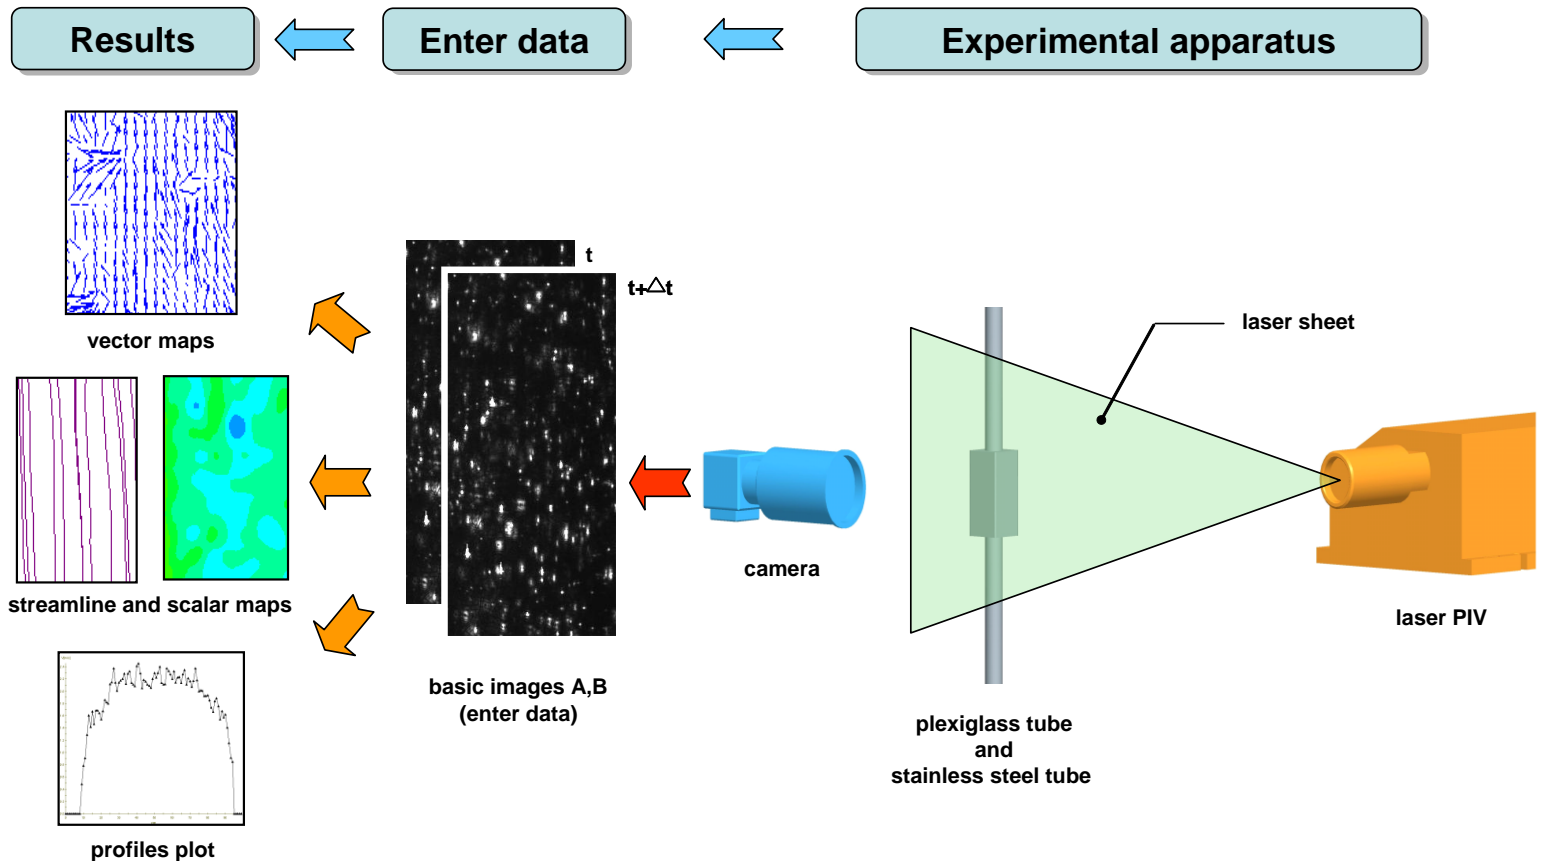 Results
Enter data
Experimental apparatus
vector maps
streamline and scalar maps
profiles plot
t
t+△t
basic images A,B
(enter data)
camera
laser sheet
plexiglass tube
and
stainless steel tube
laser PIV